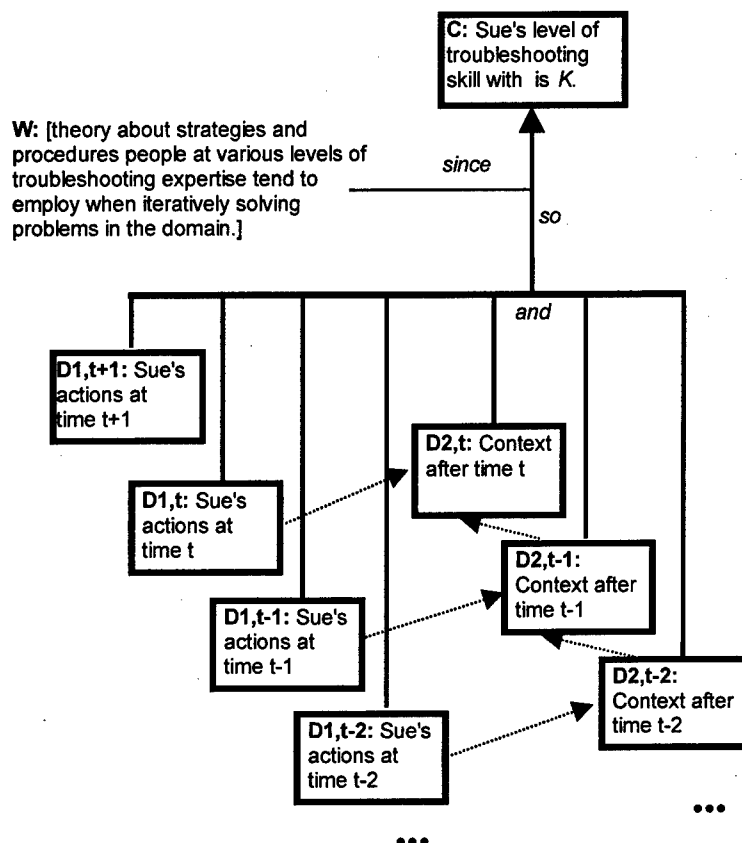 C: Sue's level of
troubleshooting
skill with is K.
W: [theory about strategies and
procedures people at various levels of
troubleshooting expertise tend to
employ when iteratively solving
problems in the domain.]
since
so
and
D1,t+1: Sue's
actions at
time t+1
D2,t: Context
after time t
D1,t: Sue's
actions at
time t
D2,t-1:
Context after
time t-1
D1,t-1: Sue's
actions at
time t-1
D2,t-2:
Context after
time t-2
D1,t-2: Sue's
actions at
time t-2
•••
•••